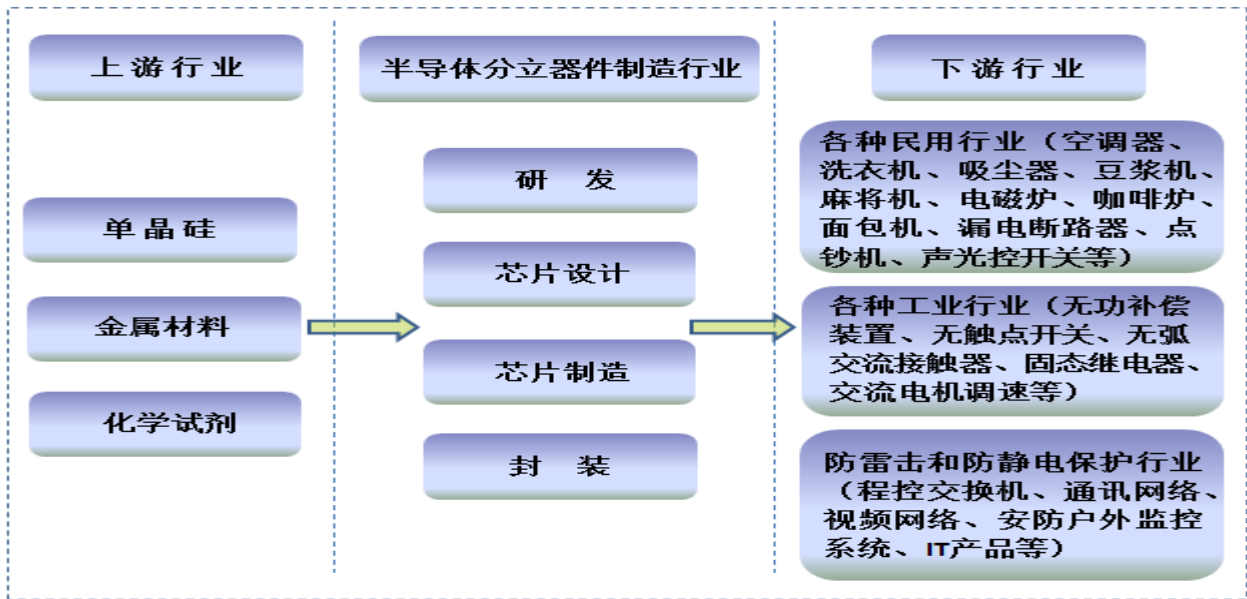 上游行业
单晶硅
金属材料
化学试剂
半导体分立器件制造行业
研 发
芯片设计
芯片制造
封 装
下游行业
各种民用行业（空调器、
洗衣机、吸尘器、豆浆机、
麻将机、电磁炉、咖啡炉、
面包机、漏电断路器、点
钞机、声光控开关等）
各种工业行业（无功补偿
装置、无触点开关、无弧
交流接触器、固态继电器、
交流电机调速等）
防雷击和防静电保护行业
（程控交换机、通讯网络、
视频网络、安防户外监控
系统、IT产品等）